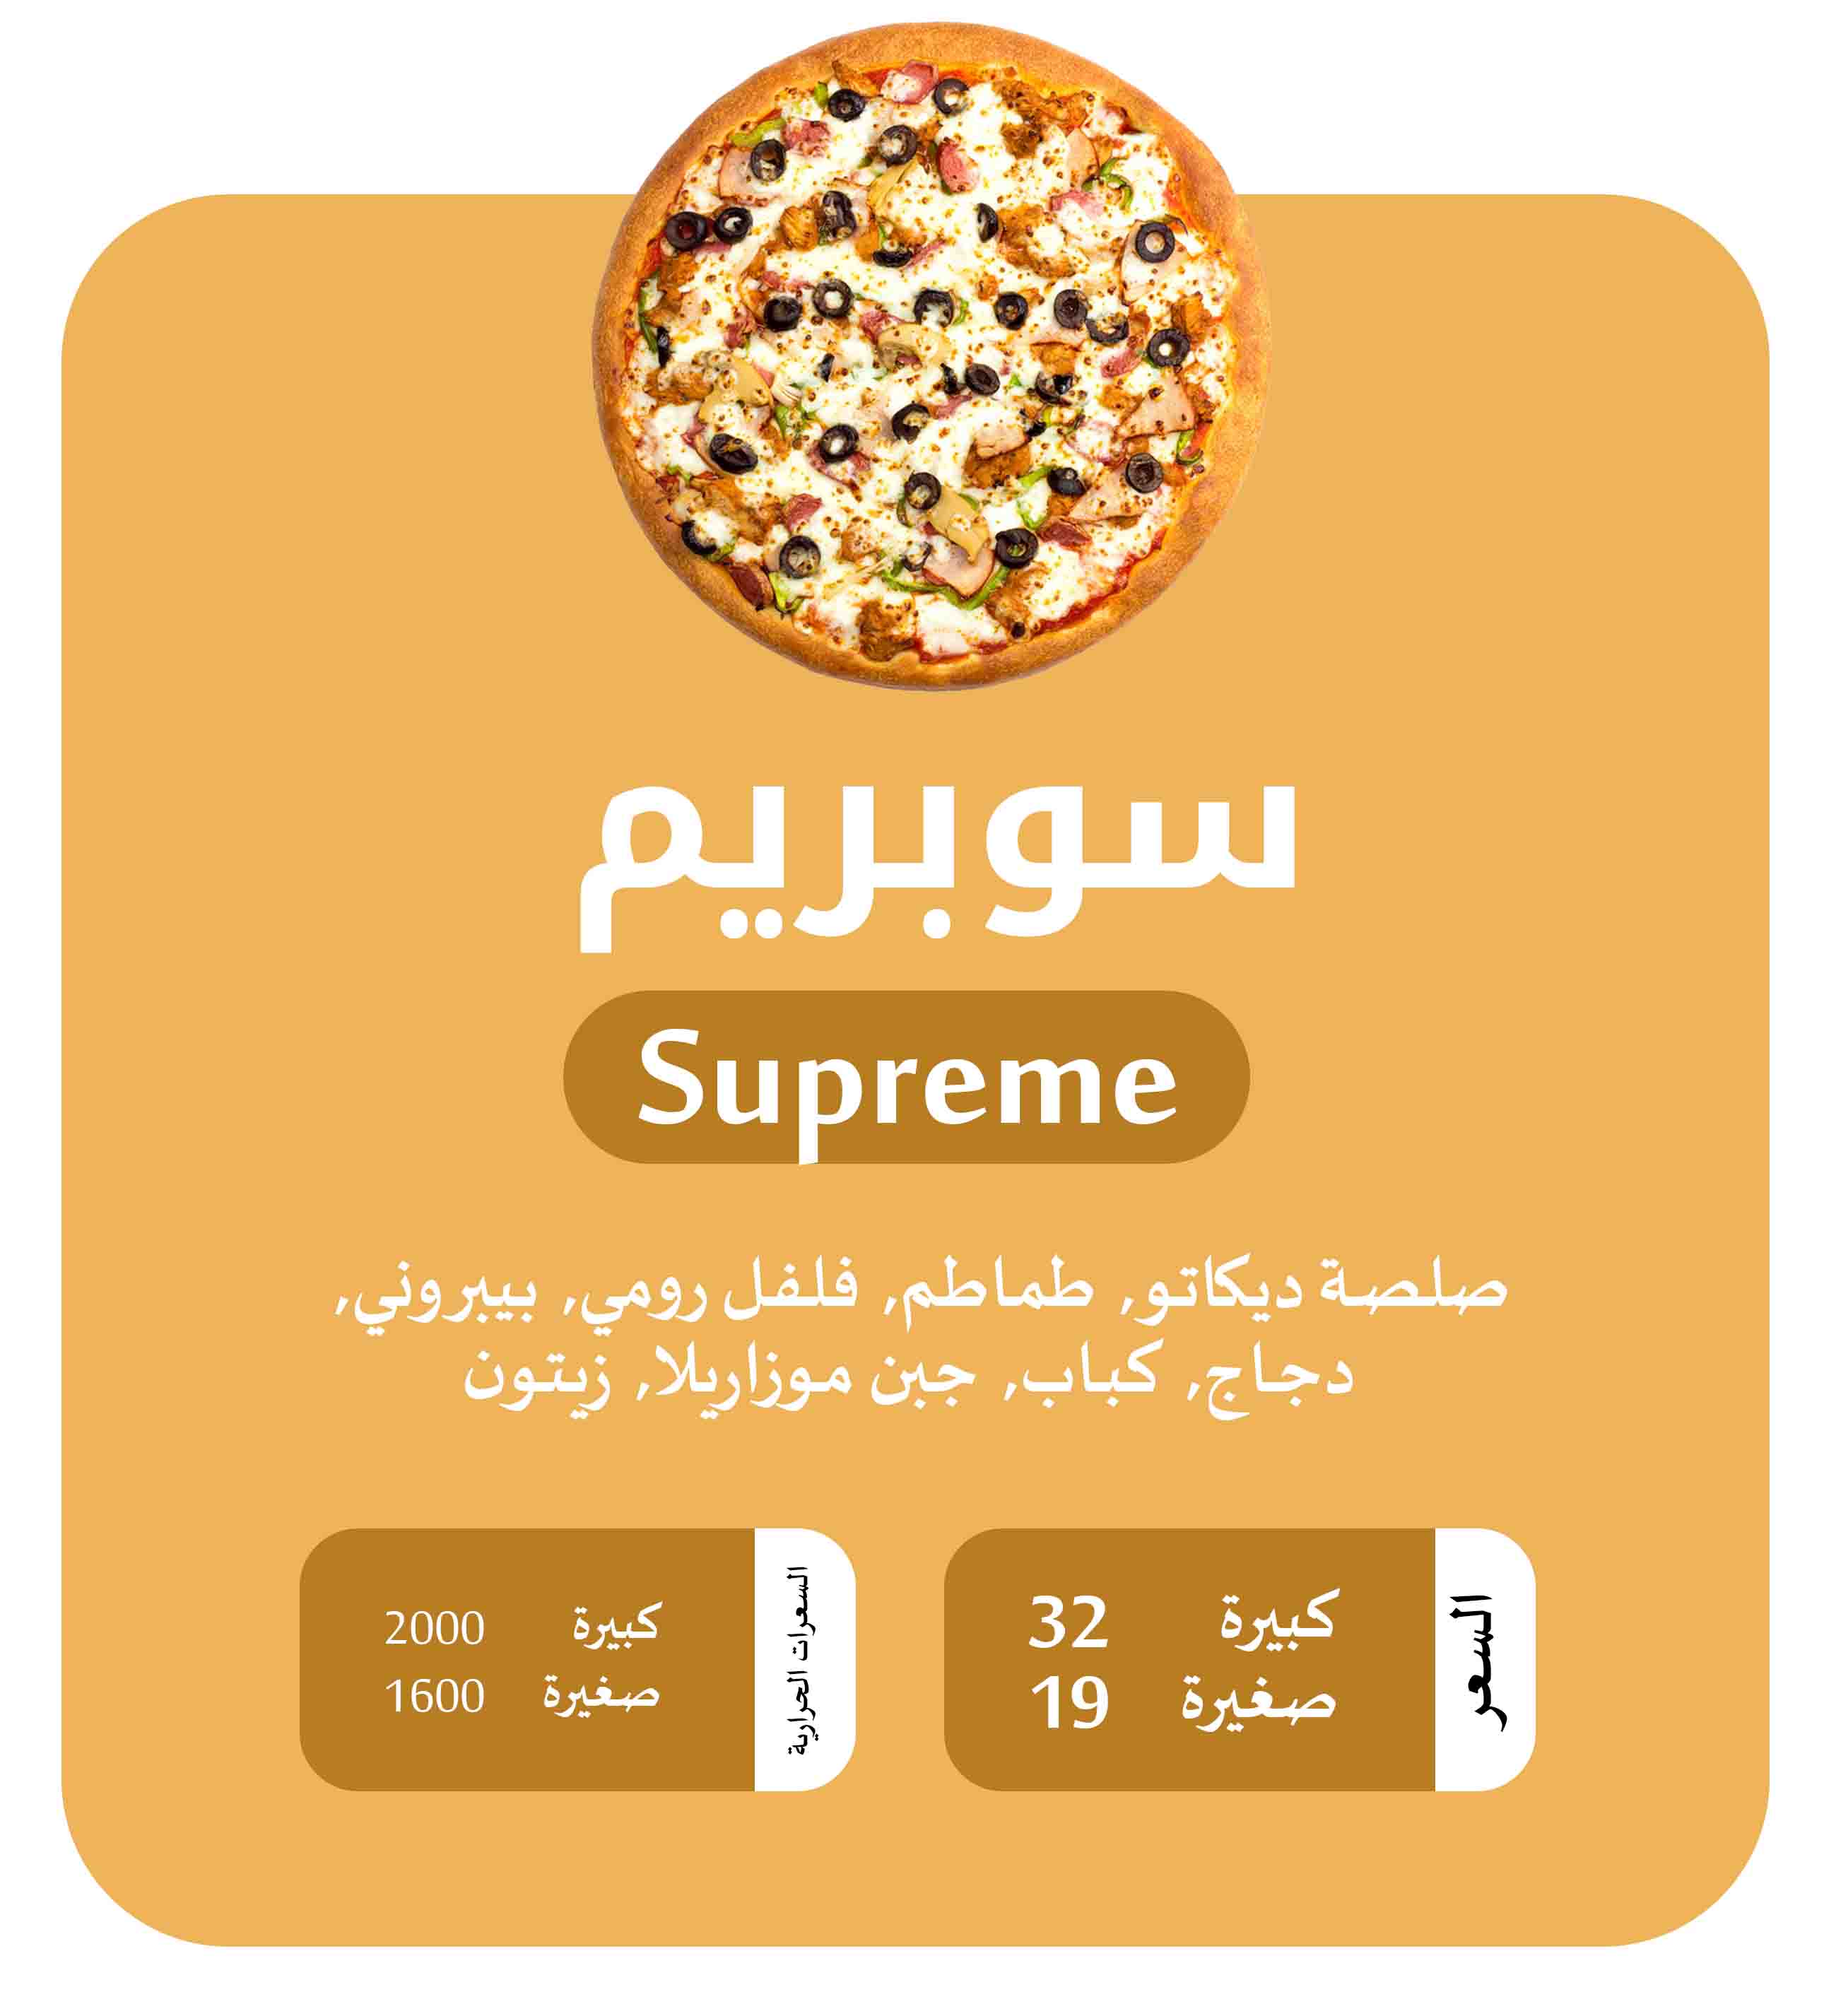 سوبريم
Supreme
صلصة ديكاتو, طماطم, فلفل رومي, بيبروني,
دجاج, كباب, جبن موزاريلا, زيتون
السعر
كبيرة 32
صغيرة 19
السعرات الحرارية
كبيرة 2000
صغيرة 1600